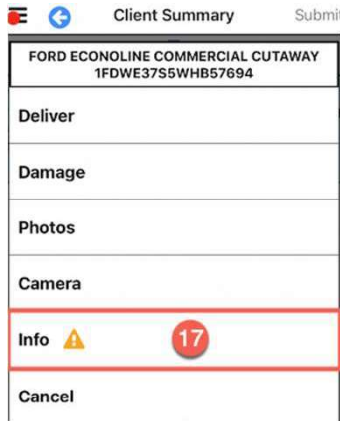 Client Summary
Submit
FORD ECONOLINE COMMERCIAL CUTAWAY
1FDWE37S5WHB57694
Deliver
Damage
Photos
Camera
Info
17
Cancel